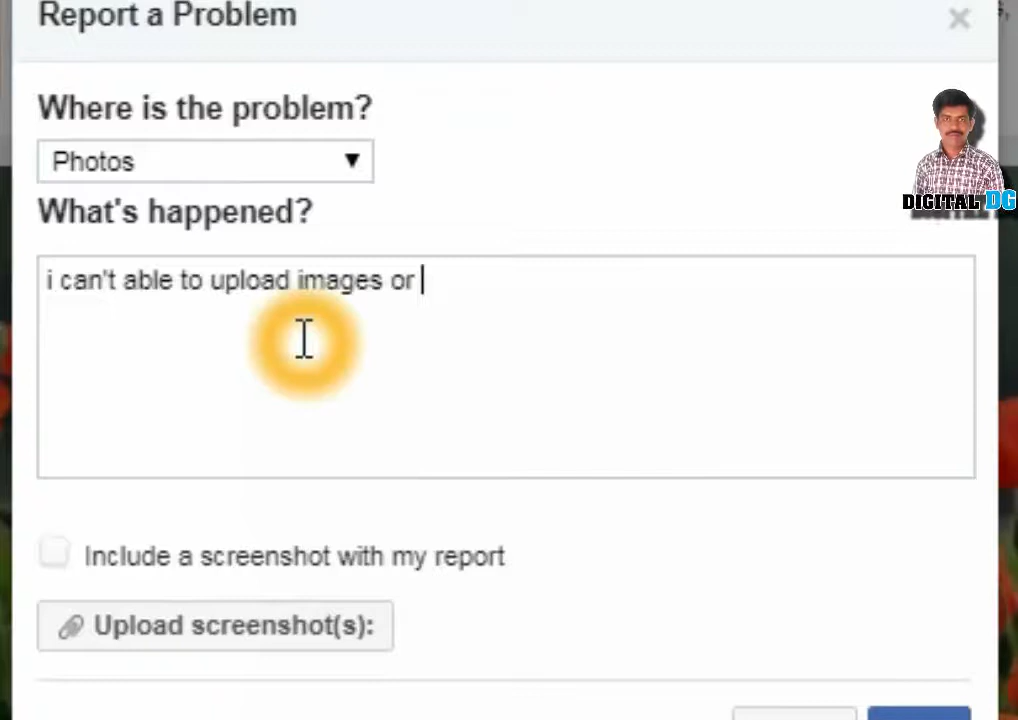 Report a Problem
Where is the problem?
Photos
DIGITAL DG
What's happened?
i can't able to upload images or
Include a screenshot with my report
Upload screenshot(s):